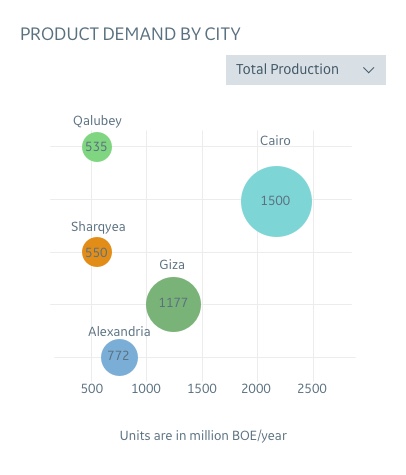 PRODUCT DEMAND BY CITY
Total Production
Qalubey
535
Cairo
1500
Sharqyea
550
Giza
1177
Alexandria
772
500 1000 1500 2000 2500
Units are in million BOE/year